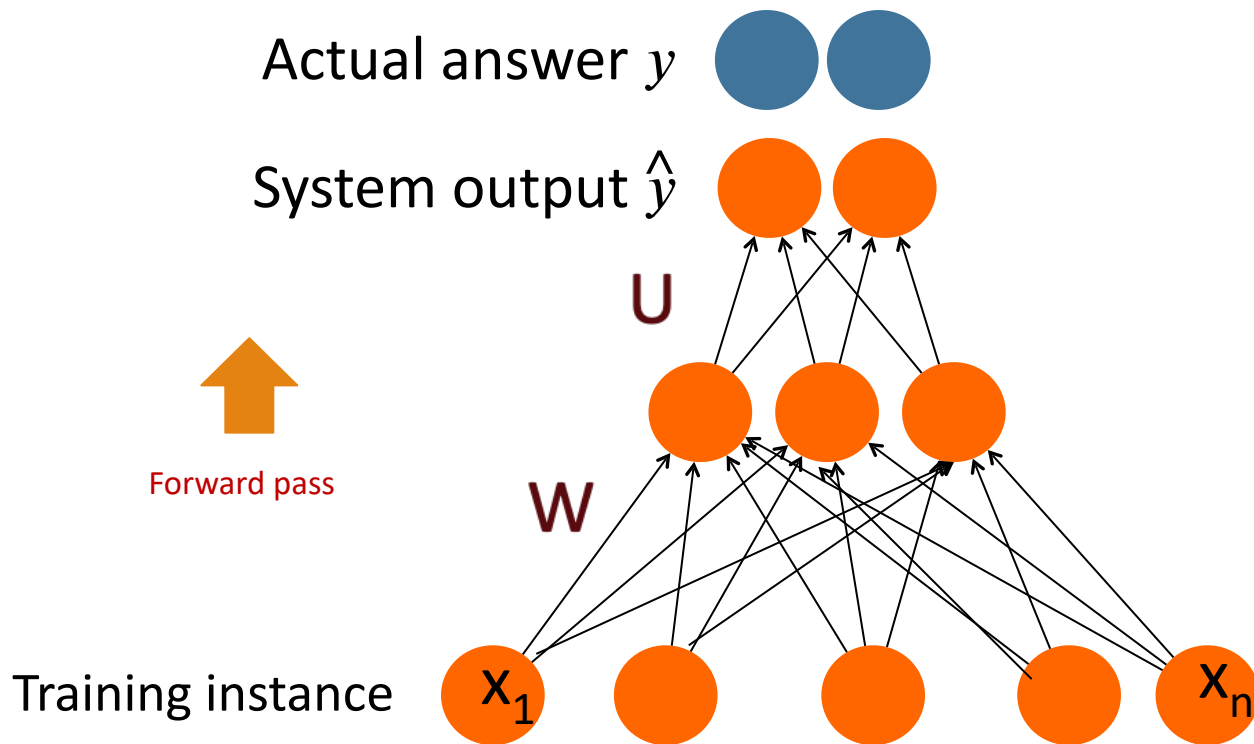 Actual answer y
System output ŷ
U
Forward pass
W
Training instance
x₁
xₙ